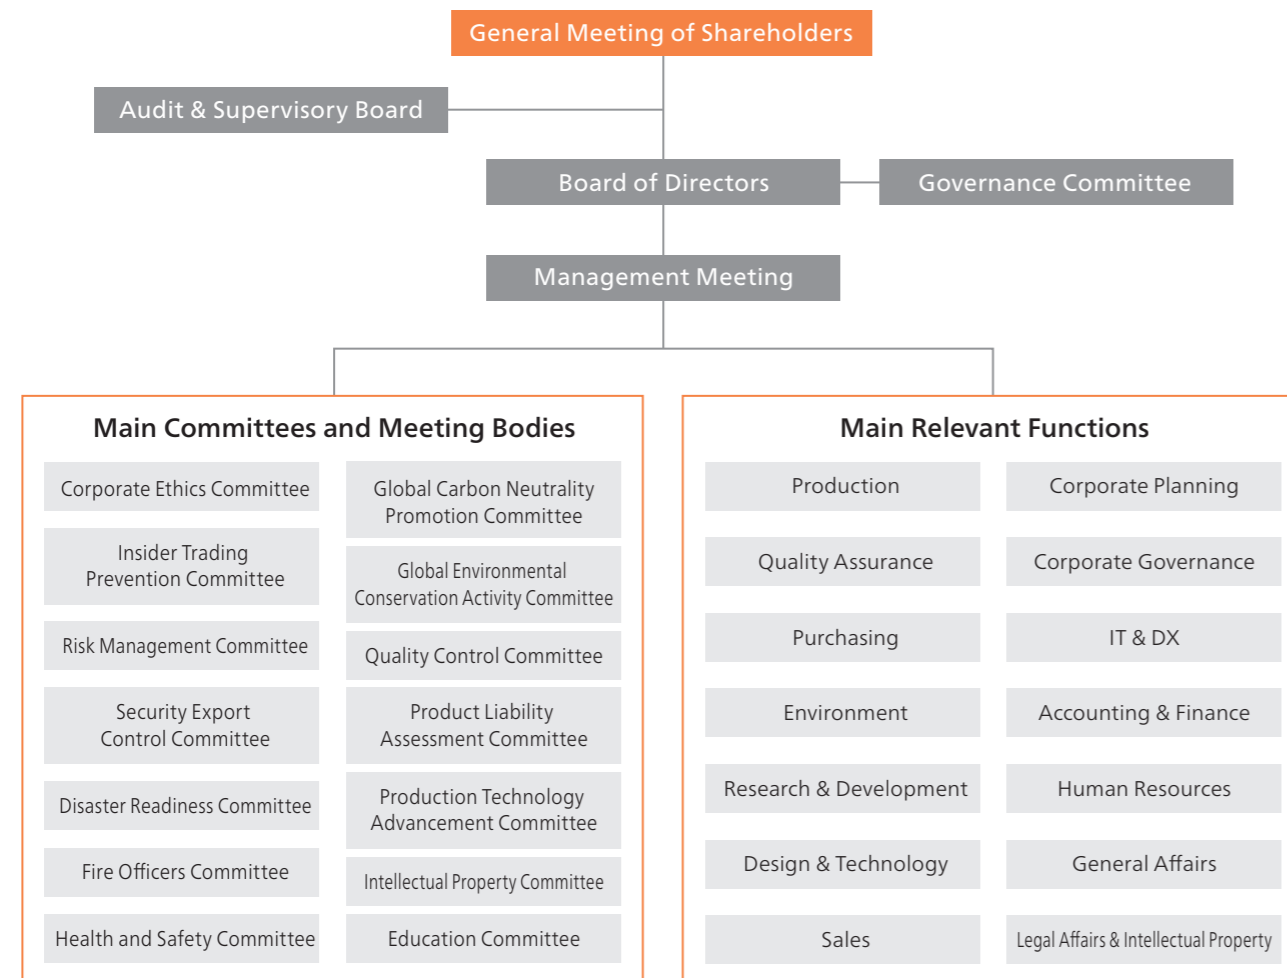 General Meeting of Shareholders
Audit & Supervisory Board
Board of Directors
Governance Committee
Management Meeting
Main Committees and Meeting Bodies
Corporate Ethics Committee
Insider Trading
Prevention Committee
Risk Management Committee
Security Export
Control Committee
Disaster Readiness Committee
Fire Officers Committee
Health and Safety Committee
Global Carbon Neutrality
Promotion Committee
Global Environmental
Conservation Activity Committee
Quality Control Committee
Product Liability
Assessment Committee
Production Technology
Advancement Committee
Intellectual Property Committee
Education Committee
Main Relevant Functions
Production
Quality Assurance
Purchasing
Environment
Research & Development
Design & Technology
Sales
Corporate Planning
Corporate Governance
IT & DX
Accounting & Finance
Human Resources
General Affairs
Legal Affairs & Intellectual Property